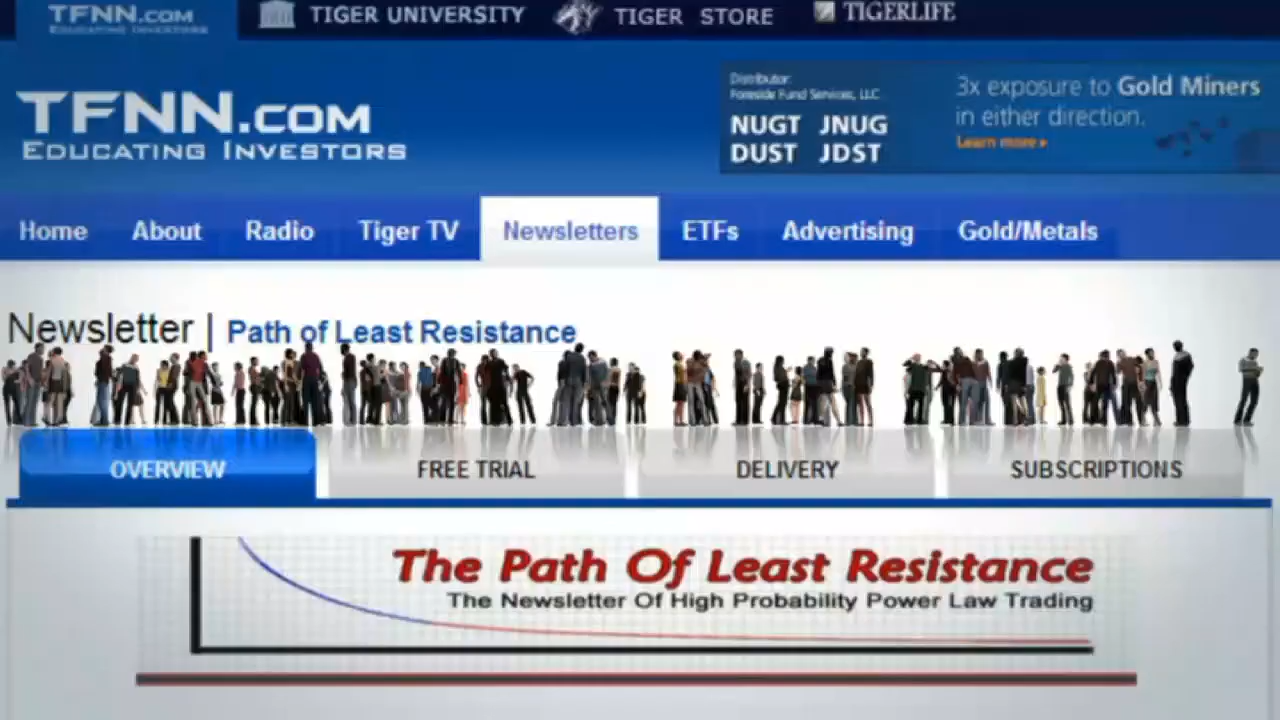 TFNN.COM
EDUCATING INVESTORS
TIGER UNIVERSITY
TIGER STORE
TIGERLIFE
TFNN.COM
EDUCATING INVESTORS
Distributor:
Foreside Fund Services, LLC
NUGT JNUG
DUST JDST
3x exposure to Gold Miners
in either direction.
Learn more
Home About Radio Tiger TV Newsletters ETFs Advertising Gold/Metals
Newsletter | Path of Least Resistance
OVERVIEW FREE TRIAL DELIVERY SUBSCRIPTIONS
The Path Of Least Resistance
The Newsletter Of High Probability Power Law Trading